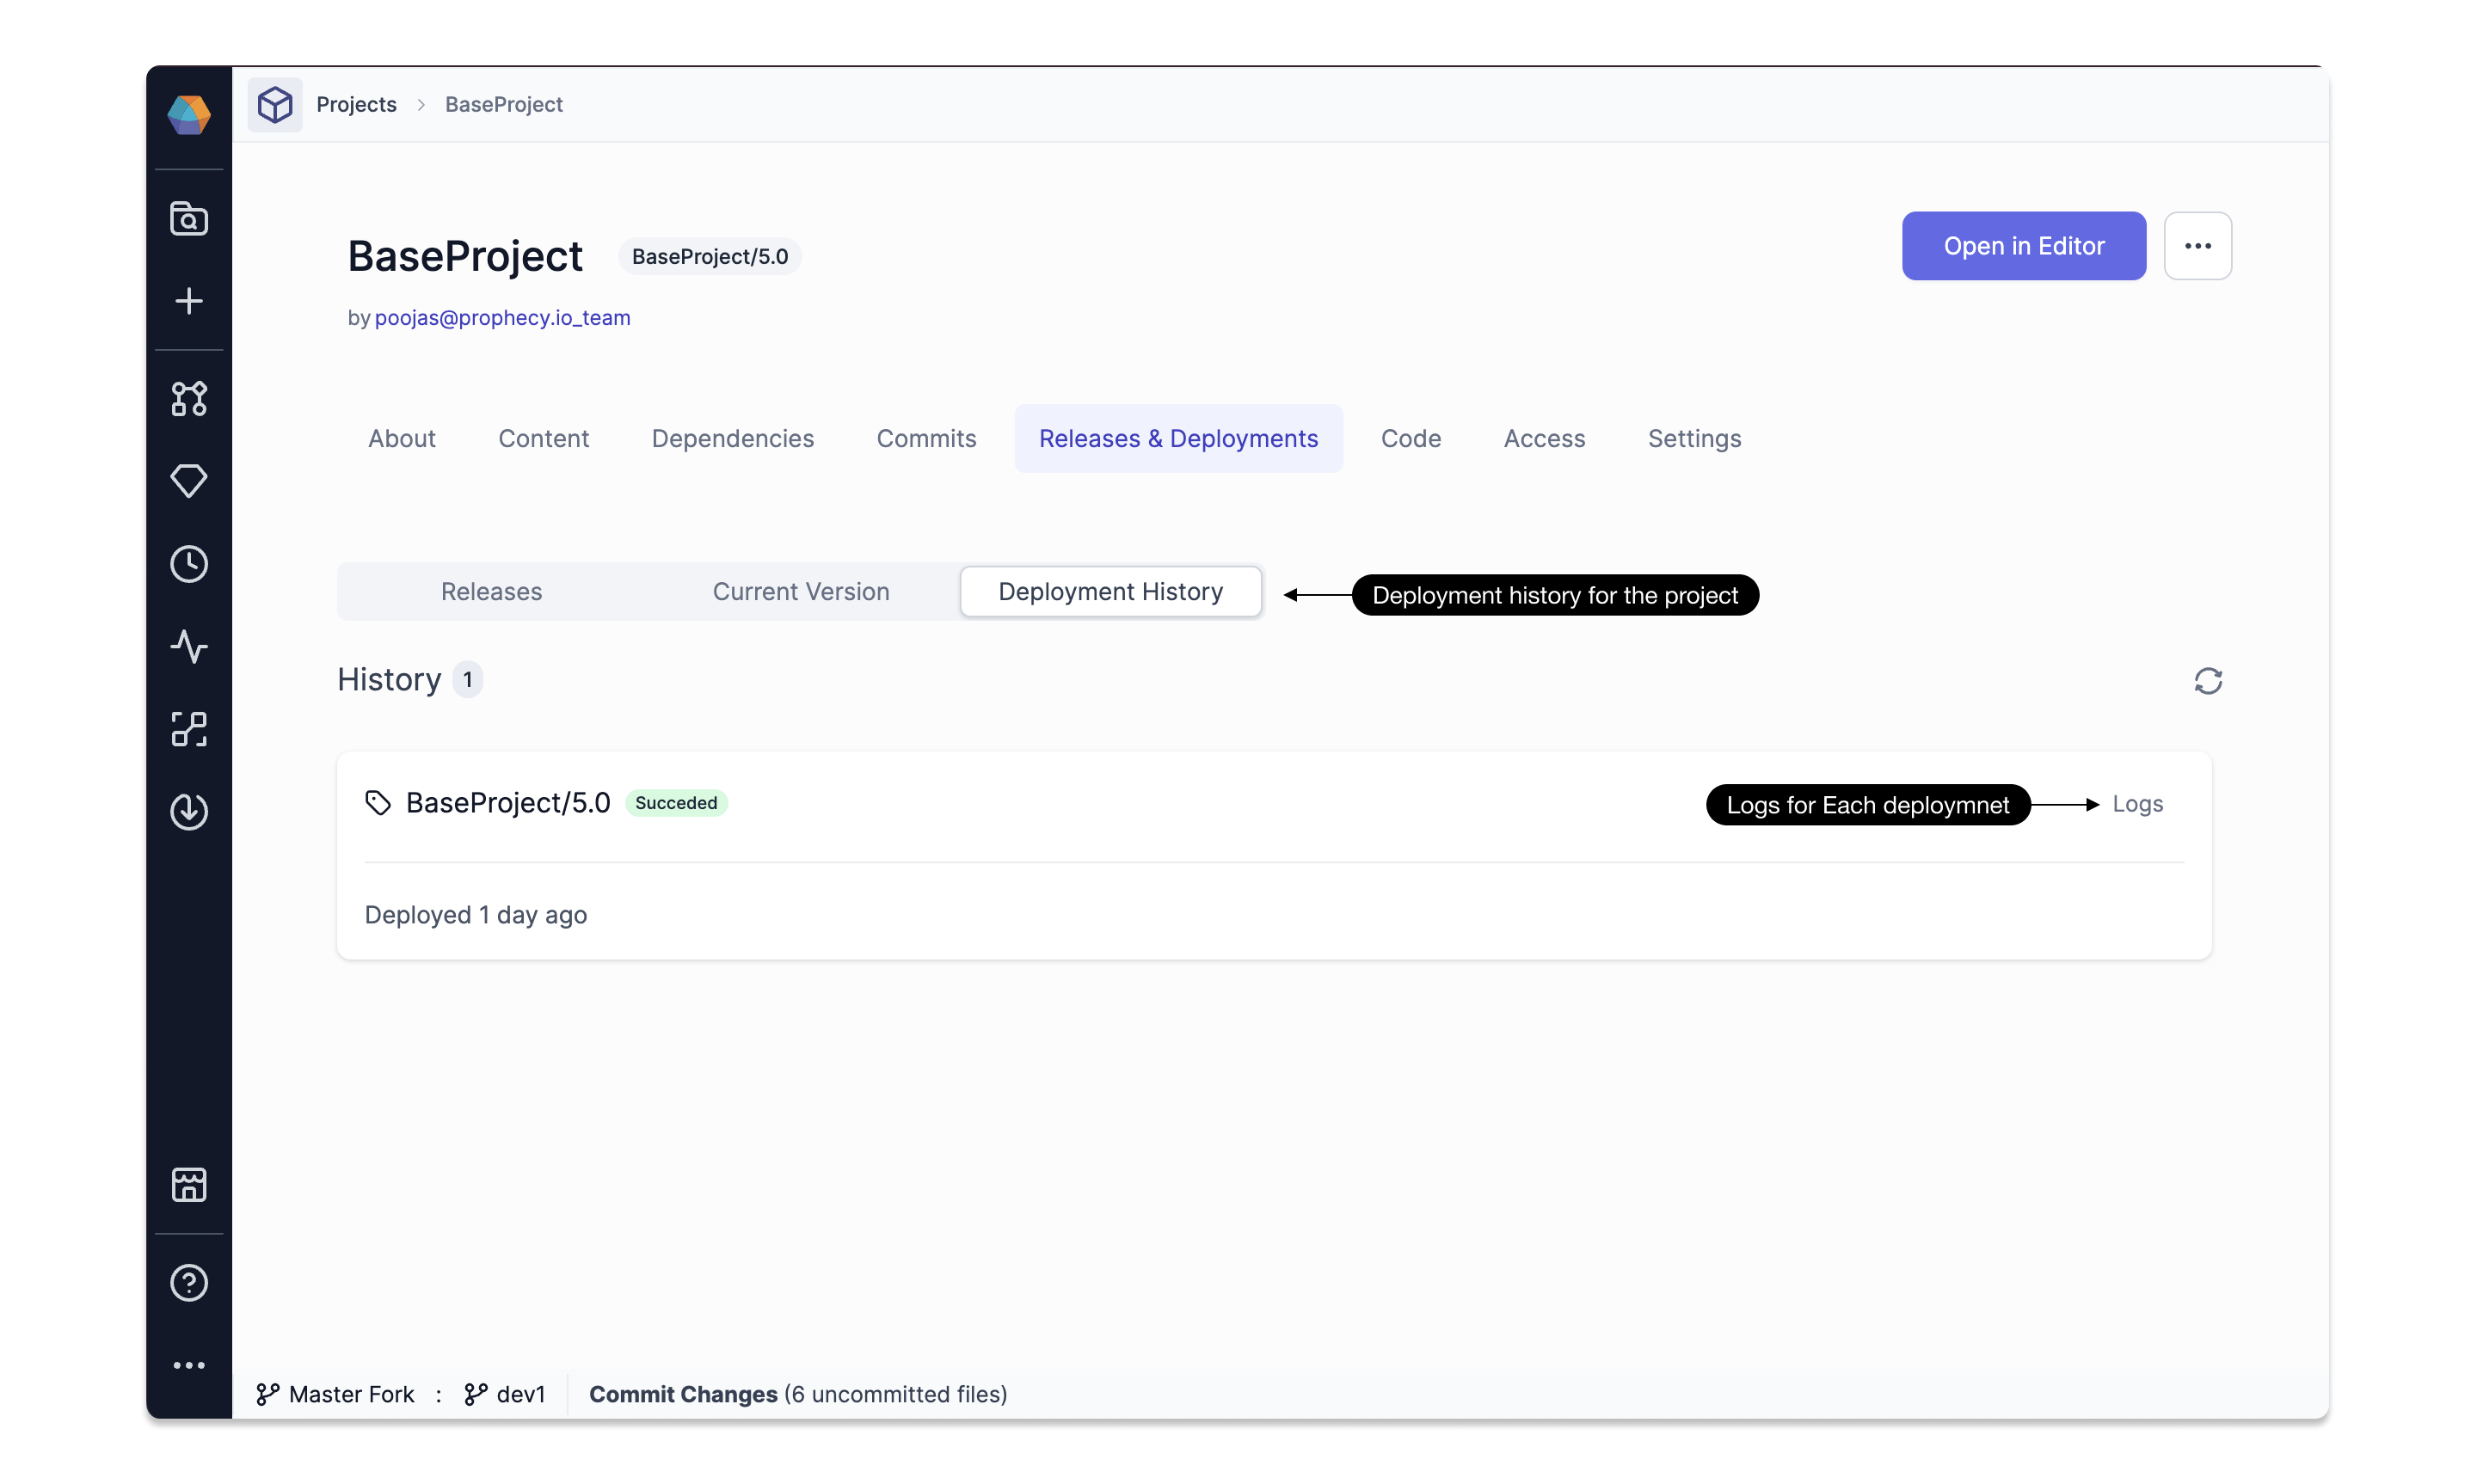 Projects > BaseProject
BaseProject BaseProject/5.0
Open in Editor
by poojas@prophecy.io_team
About Content Dependencies Commits Releases & Deployments Code Access Settings
Releases Current Version Deployment History Deployment history for the project
History 1
BaseProject/5.0 Succeded Logs for Each deploymnet Logs
Deployed 1 day ago
Master Fork : dev1 Commit Changes (6 uncommitted files)